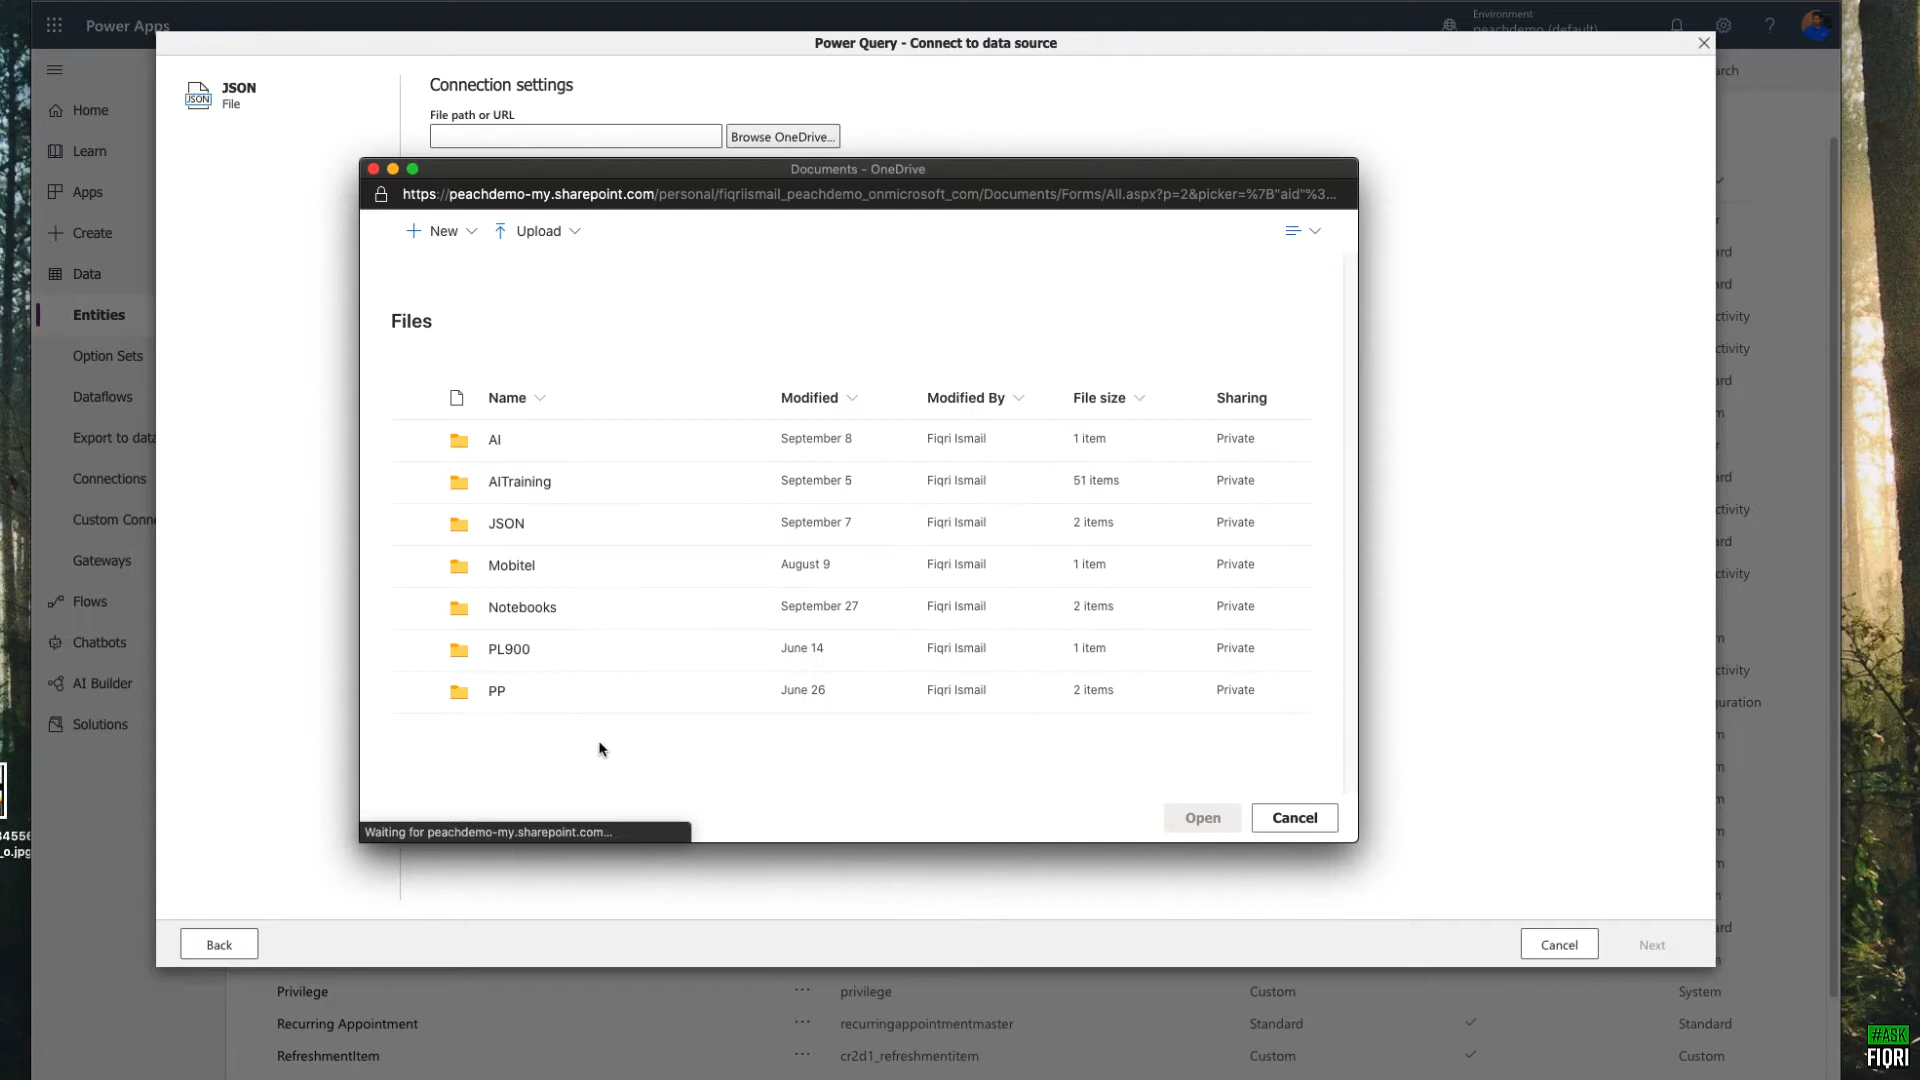 Power Apps
Environment
peachdemo (default)
Power Query - Connect to data source
arch
JSON
File
Connection settings
File path or URL
Browse OneDrive...
Home
Learn
Apps
Create
Data
Entities
Option Sets
Dataflows
Export to data
Connections
Custom Conne
Gateways
Flows
Chatbots
AI Builder
Solutions
Documents - OneDrive
https://peachdemo-my.sharepoint.com/personal/fiqriismail_peachdemo_onmicrosoft_com/Documents/Forms/All.aspx?p=2&picker=%7B"aid"%3...
New Upload
Files
Name Modified Modified By File size Sharing
AI September 8 Fiqri Ismail 1 item Private
AITraining September 5 Fiqri Ismail 51 items Private
JSON September 7 Fiqri Ismail 2 items Private
Mobitel August 9 Fiqri Ismail 1 item Private
Notebooks September 27 Fiqri Ismail 2 items Private
PL900 June 14 Fiqri Ismail 1 item Private
PP June 26 Fiqri Ismail 2 items Private
Open Cancel
Waiting for peachdemo-my.sharepoint.com...
Back Cancel Next
Privilege ... privilege Custom System
Recurring Appointment ... recurringappointmentmaster Standard Standard
RefreshmentItem ... cr2d1_refreshmentitem Custom Custom
34556
_o.jpg
#ASK
FIQRI